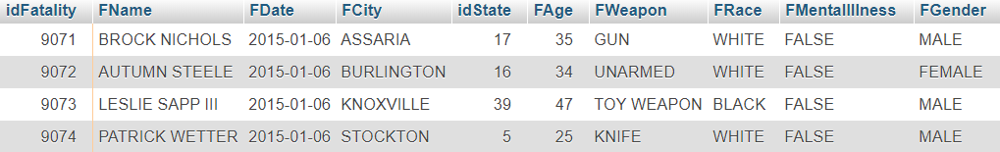 idFatality FName FDate FCity idState FAge FWeapon FRace FMentalIllness FGender
9071 BROCK NICHOLS 2015-01-06 ASSARIA 17 35 GUN WHITE FALSE MALE
9072 AUTUMN STEELE 2015-01-06 BURLINGTON 16 34 UNARMED WHITE FALSE FEMALE
9073 LESLIE SAPP III 2015-01-06 KNOXVILLE 39 47 TOY WEAPON BLACK FALSE MALE
9074 PATRICK WETTER 2015-01-06 STOCKTON 5 25 KNIFE WHITE FALSE MALE